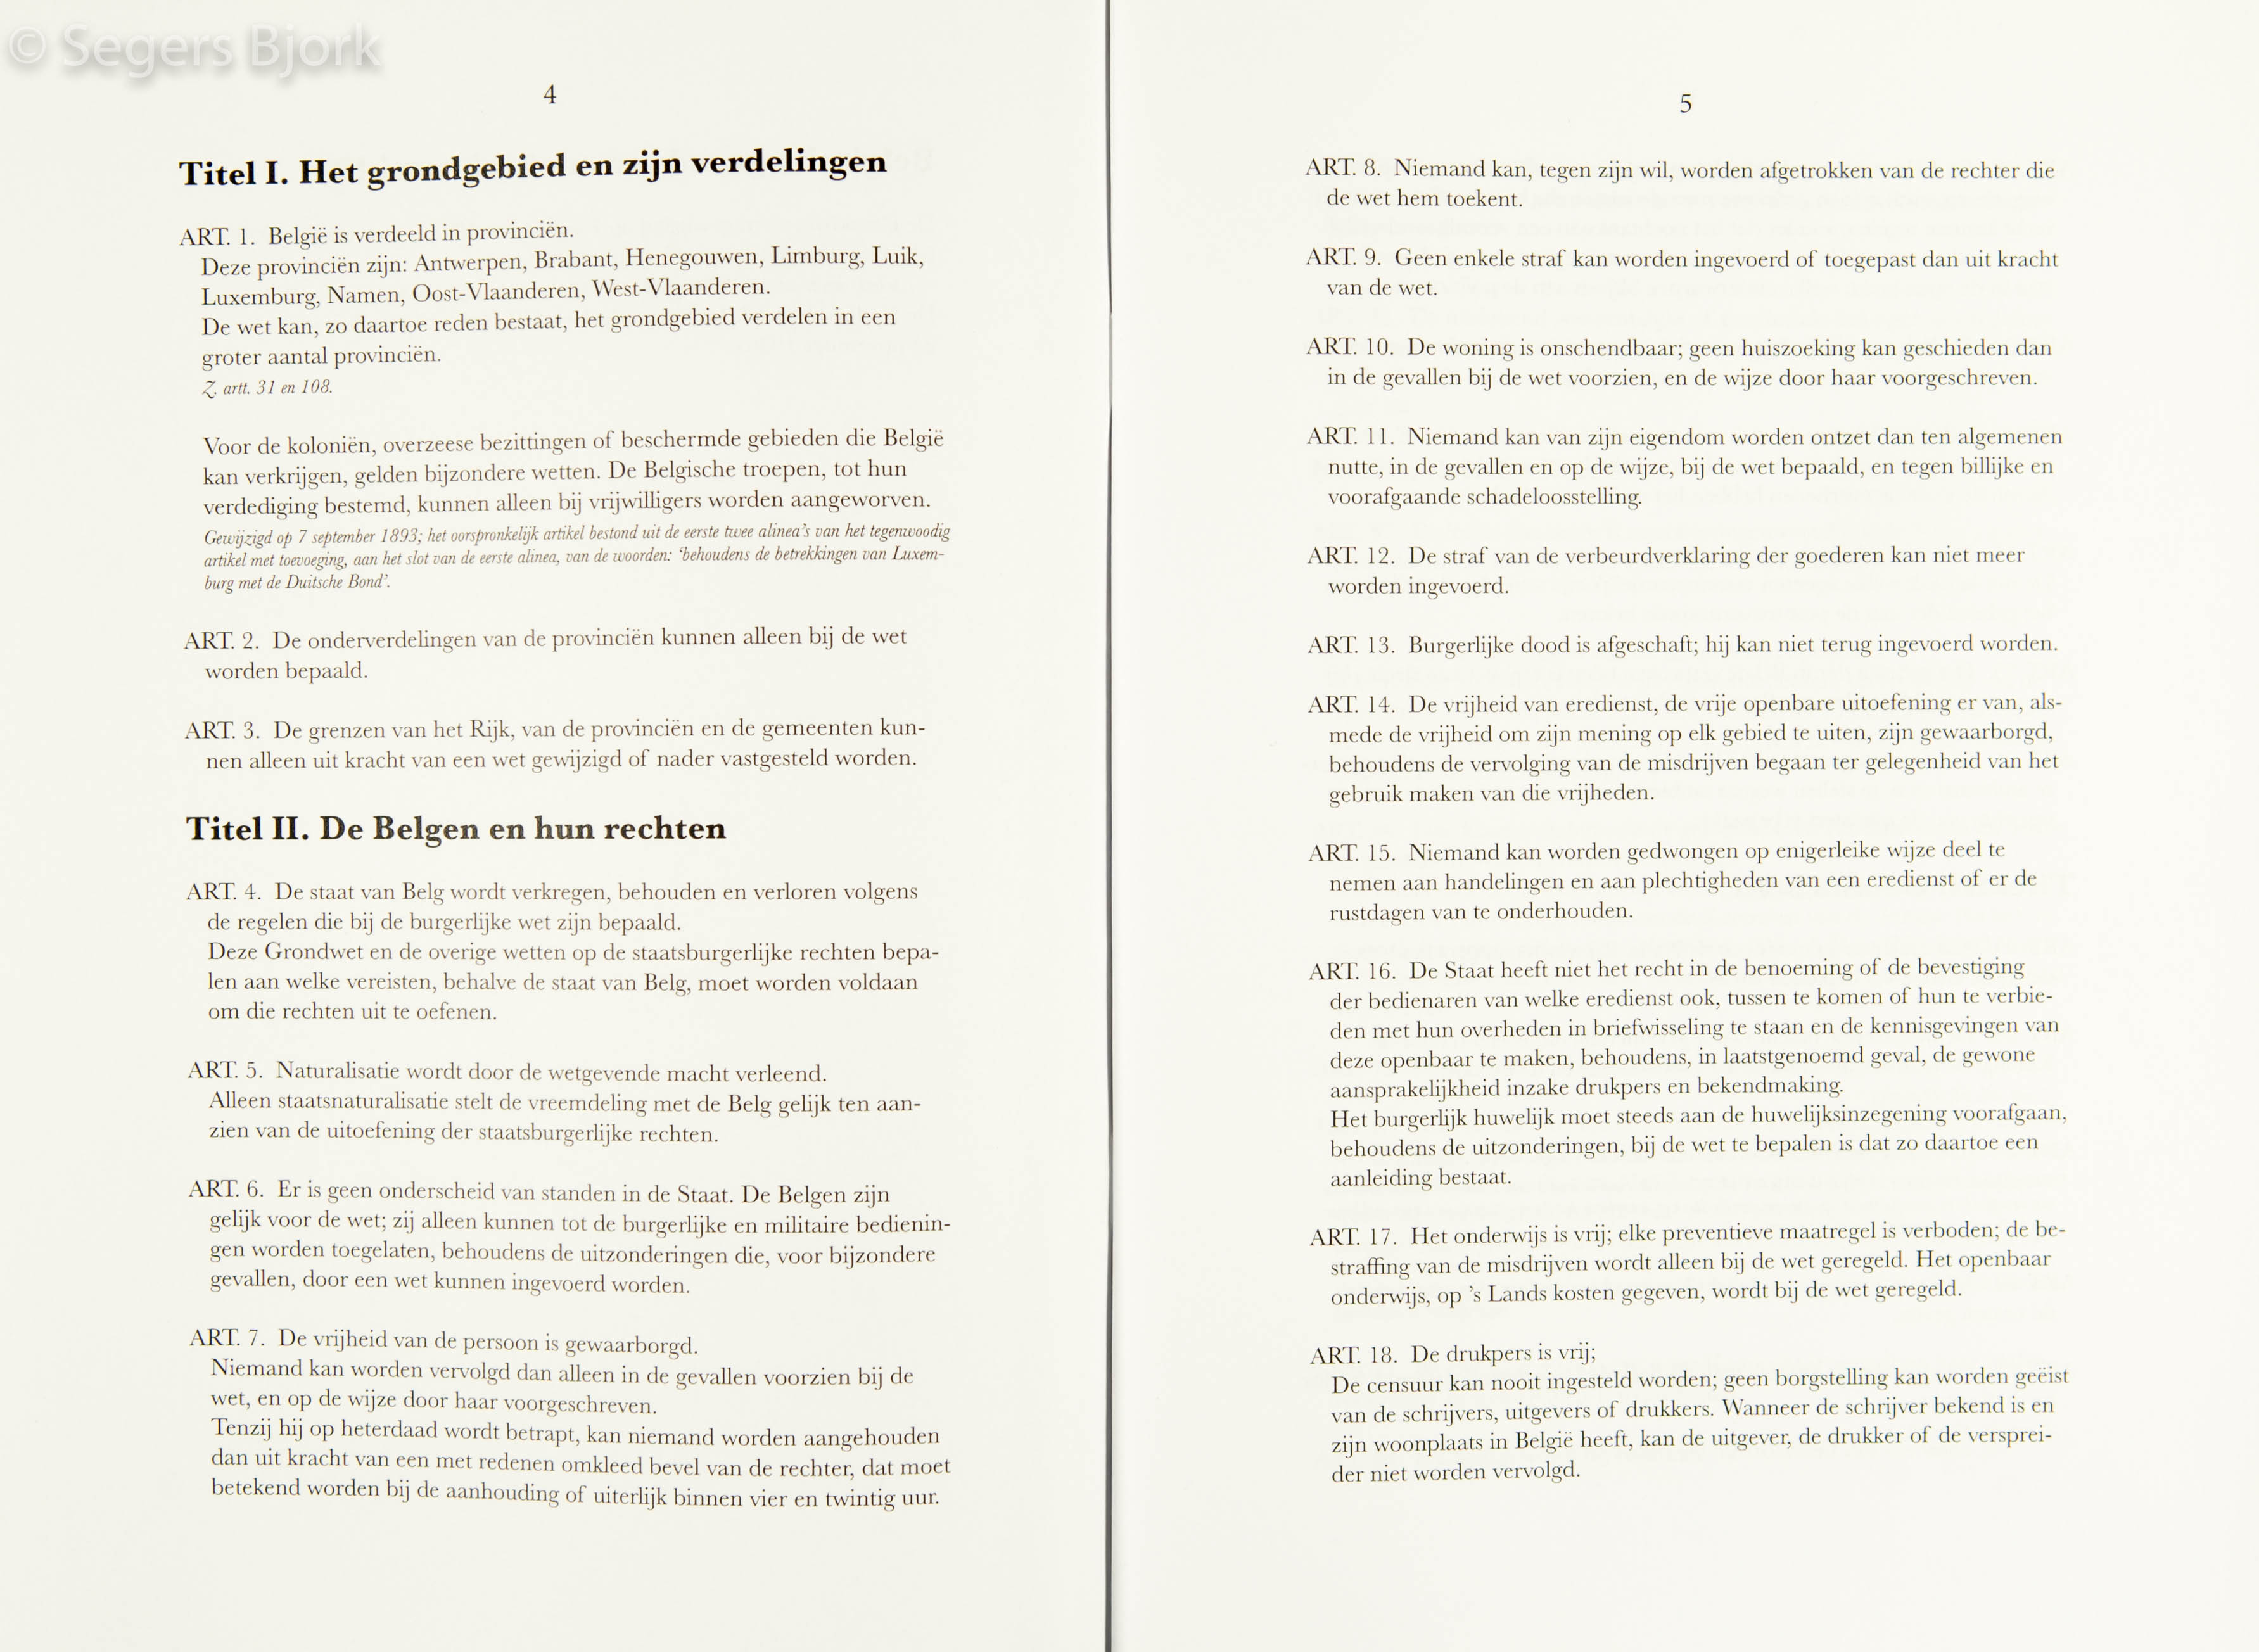 © Segers Bjork
4
Titel I. Het grondgebied en zijn verdelingen
ART. 1. België is verdeeld in provinciën.
Deze provinciën zijn: Antwerpen, Brabant, Henegouwen, Limburg, Luik,
Luxemburg, Namen, Oost-Vlaanderen, West-Vlaanderen.
De wet kan, zo daartoe reden bestaat, het grondgebied verdelen in een
groter aantal provinciën.
Z. artt. 31 en 108.
Voor de koloniën, overzeese bezittingen of beschermde gebieden die België
kan verkrijgen, gelden bijzondere wetten. De Belgische troepen, tot hun
verdediging bestemd, kunnen alleen bij vrijwilligers worden aangeworven.
Gewijzigd op 7 september 1893; het oorspronkelijk artikel bestond uit de eerste twee alinea's van het tegenwoodig
artikel met toevoeging, aan het slot van de eerste alinea, van de woorden: 'behoudens de betrekkingen van Luxem-
burg met de Duitsche Bond'.
ART. 2. De onderverdelingen van de provinciën kunnen alleen bij de wet
worden bepaald.
ART. 3. De grenzen van het Rijk, van de provinciën en de gemeenten kun-
nen alleen uit kracht van een wet gewijzigd of nader vastgesteld worden.
Titel II. De Belgen en hun rechten
ART. 4. De staat van Belg wordt verkregen, behouden en verloren volgens
de regelen die bij de burgerlijke wet zijn bepaald.
Deze Grondwet en de overige wetten op de staatsburgerlijke rechten bepa-
len aan welke vereisten, behalve de staat van Belg, moet worden voldaan
om die rechten uit te oefenen.
ART. 5. Naturalisatie wordt door de wetgevende macht verleend.
Alleen staatsnaturalisatie stelt de vreemdeling met de Belg gelijk ten aan-
zien van de uitoefening der staatsburgerlijke rechten.
ART. 6. Er is geen onderscheid van standen in de Staat. De Belgen zijn
gelijk voor de wet; zij alleen kunnen tot de burgerlijke en militaire bedienin-
gen worden toegelaten, behoudens de uitzonderingen die, voor bijzondere
gevallen, door een wet kunnen ingevoerd worden.
ART. 7. De vrijheid van de persoon is gewaarborgd.
Niemand kan worden vervolgd dan alleen in de gevallen voorzien bij de
wet, en op de wijze door haar voorgeschreven.
Tenzij hij op heterdaad wordt betrapt, kan niemand worden aangehouden
dan uit kracht van een met redenen omkleed bevel van de rechter, dat moet
betekend worden bij de aanhouding of uiterlijk binnen vier en twintig uur.
5
ART. 8. Niemand kan, tegen zijn wil, worden afgetrokken van de rechter die
de wet hem toekent.
ART. 9. Geen enkele straf kan worden ingevoerd of toegepast dan uit kracht
van de wet.
ART. 10. De woning is onschendbaar; geen huiszoeking kan geschieden dan
in de gevallen bij de wet voorzien, en de wijze door haar voorgeschreven.
ART. 11. Niemand kan van zijn eigendom worden ontzet dan ten algemenen
nutte, in de gevallen en op de wijze, bij de wet bepaald, en tegen billijke en
voorafgaande schadeloosstelling.
ART. 12. De straf van de verbeurdverklaring der goederen kan niet meer
worden ingevoerd.
ART. 13. Burgerlijke dood is afgeschaft; hij kan niet terug ingevoerd worden.
ART. 14. De vrijheid van eredienst, de vrije openbare uitoefening er van, als-
mede de vrijheid om zijn mening op elk gebied te uiten, zijn gewaarborgd,
behoudens de vervolging van de misdrijven begaan ter gelegenheid van het
gebruik maken van die vrijheden.
ART. 15. Niemand kan worden gedwongen op enigerleike wijze deel te
nemen aan handelingen en aan plechtigheden van een eredienst of er de
rustdagen van te onderhouden.
ART. 16. De Staat heeft niet het recht in de benoeming of de bevestiging
der bedienaren van welke eredienst ook, tussen te komen of hun te verbie-
den met hun overheden in briefwisseling te staan en de kennisgevingen van
deze openbaar te maken, behoudens, in laatstgenoemd geval, de gewone
aansprakelijkheid inzake drukpers en bekendmaking.
Het burgerlijk huwelijk moet steeds aan de huwelijksinzegening voorafgaan,
behoudens de uitzonderingen, bij de wet te bepalen is dat zo daartoe een
aanleiding bestaat.
ART. 17. Het onderwijs is vrij; elke preventieve maatregel is verboden; de be-
straffing van de misdrijven wordt alleen bij de wet geregeld. Het openbaar
onderwijs, op 's Lands kosten gegeven, wordt bij de wet geregeld.
ART. 18. De drukpers is vrij;
De censuur kan nooit ingesteld worden; geen borgstelling kan worden geëist
van de schrijvers, uitgevers of drukkers. Wanneer de schrijver bekend is en
zijn woonplaats in België heeft, kan de uitgever, de drukker of de versprei-
der niet worden vervolgd.